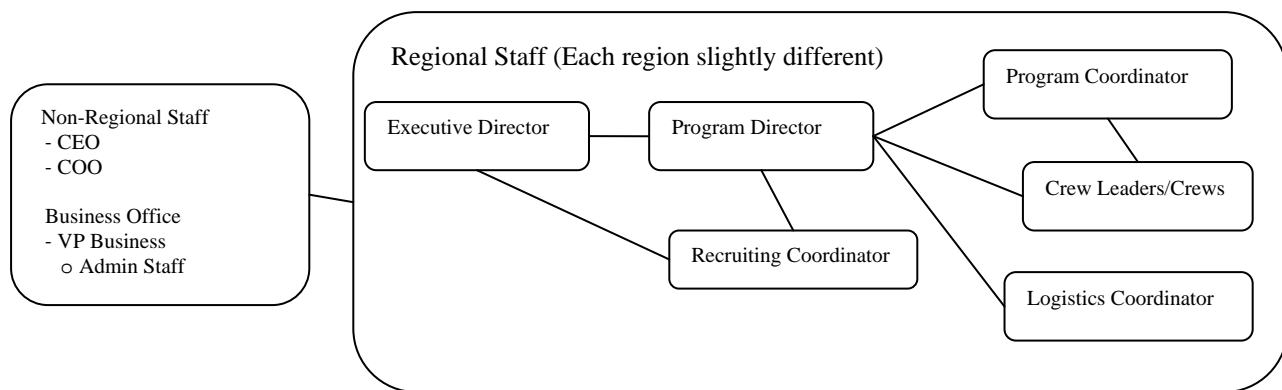 Non-Regional Staff
- CEO
- COO
Business Office
- VP Business
o Admin Staff
Regional Staff (Each region slightly different)
Executive Director
Program Director
Recruiting Coordinator
Program Coordinator
Crew Leaders/Crews
Logistics Coordinator